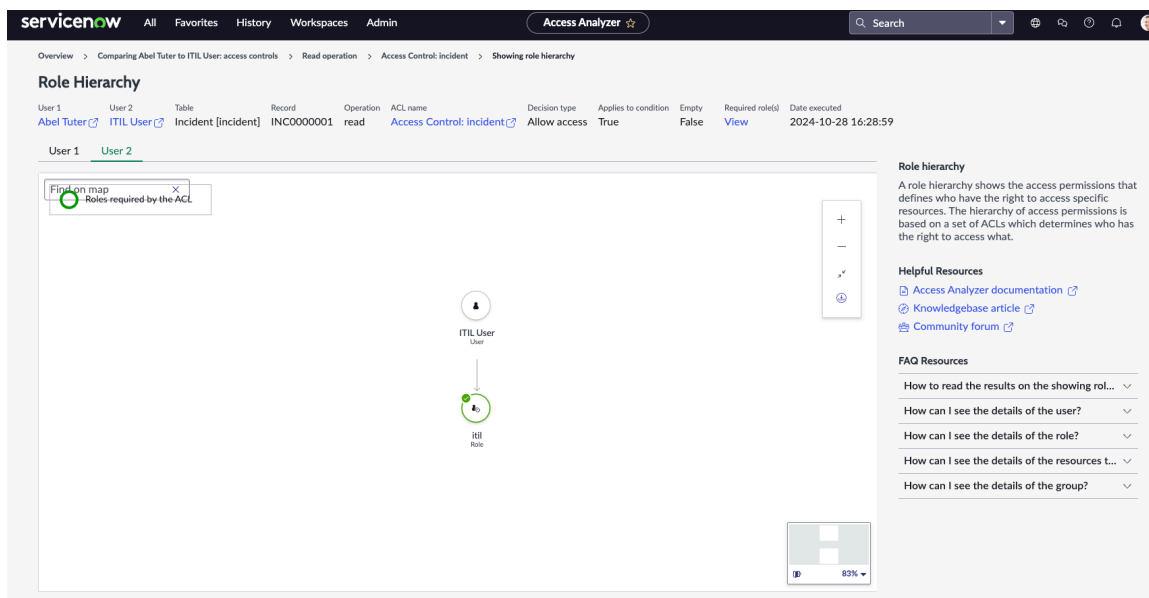 servicenow All Favorites History Workspaces Admin Access Analyzer ☆ Search
Overview > Comparing Abel Tuter to ITIL User: access controls > Read operation > Access Control: incident > Showing role hierarchy
Role Hierarchy
User 1 User 2 Table Record Operation ACL name Decision type Applies to condition Empty Required role(s) Date executed
Abel Tuter ITIL User Incident [incident] INC0000001 read Access Control: incident Allow access True False View 2024-10-28 16:28:59
User 1 User 2
Find on map
Roles required by the ACL
ITIL User
User
itil
Role
83%
Role hierarchy
A role hierarchy shows the access permissions that
defines who have the right to access specific
resources. The hierarchy of access permissions is
based on a set of ACLs which determines who has
the right to access what.
Helpful Resources
Access Analyzer documentation
Knowledgebase article
Community forum
FAQ Resources
How to read the results on the showing rol...
How can I see the details of the user?
How can I see the details of the role?
How can I see the details of the resources t...
How can I see the details of the group?